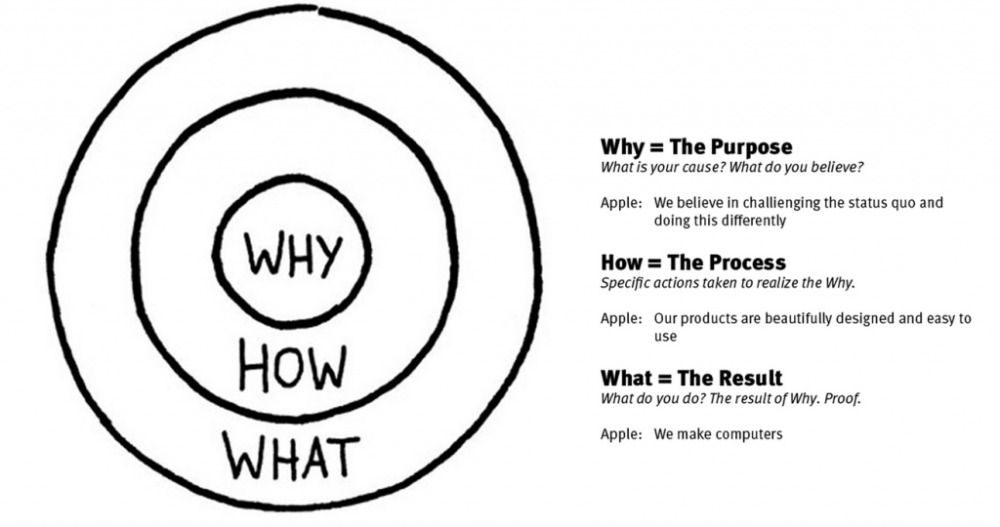 WHY
HOW
WHAT
Why = The Purpose
What is your cause? What do you believe?
Apple: We believe in challienging the status quo and
doing this differently
How = The Process
Specific actions taken to realize the Why.
Apple: Our products are beautifully designed and easy to
use
What = The Result
What do you do? The result of Why. Proof.
Apple: We make computers